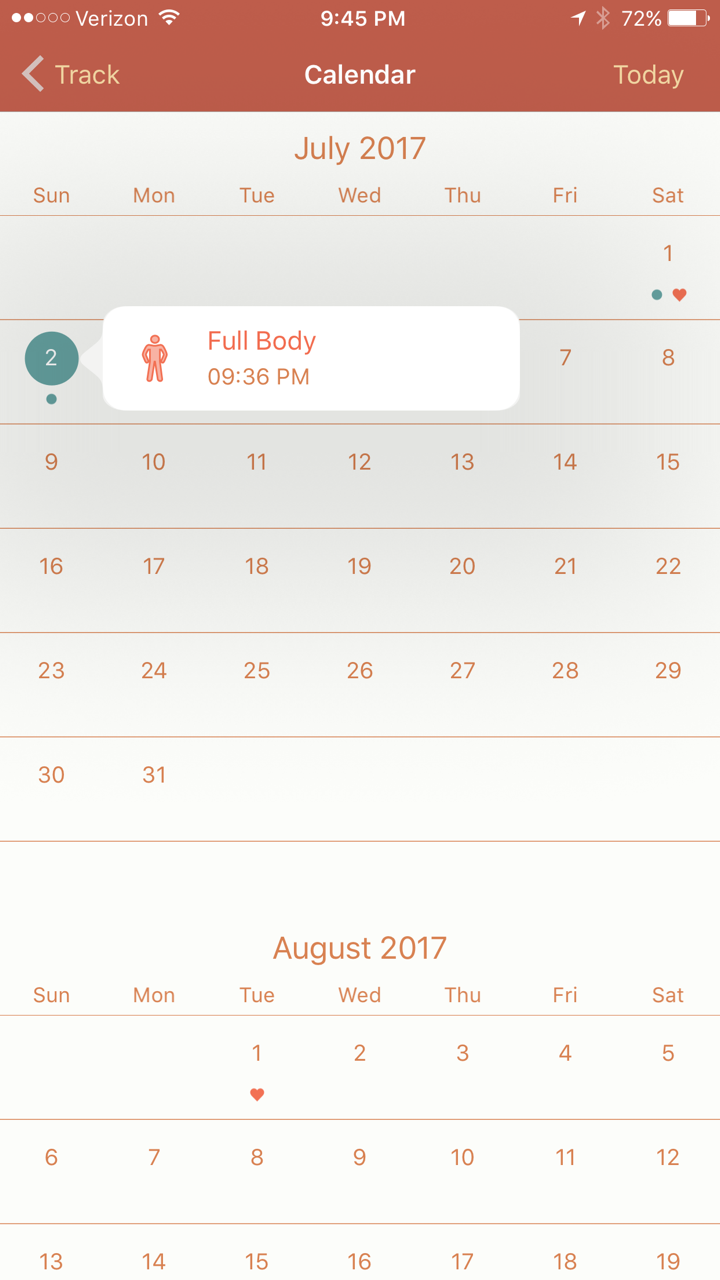 Verizon 9:45 PM 72%
Track Calendar Today
July 2017
Sun Mon Tue Wed Thu Fri Sat
1
Full Body
2 7 8
09:36 PM
9 10 11 12 13 14 15
16 17 18 19 20 21 22
23 24 25 26 27 28 29
30 31
August 2017
Sun Mon Tue Wed Thu Fri Sat
1 2 3 4 5
6 7 8 9 10 11 12
13 14 15 16 17 18 19